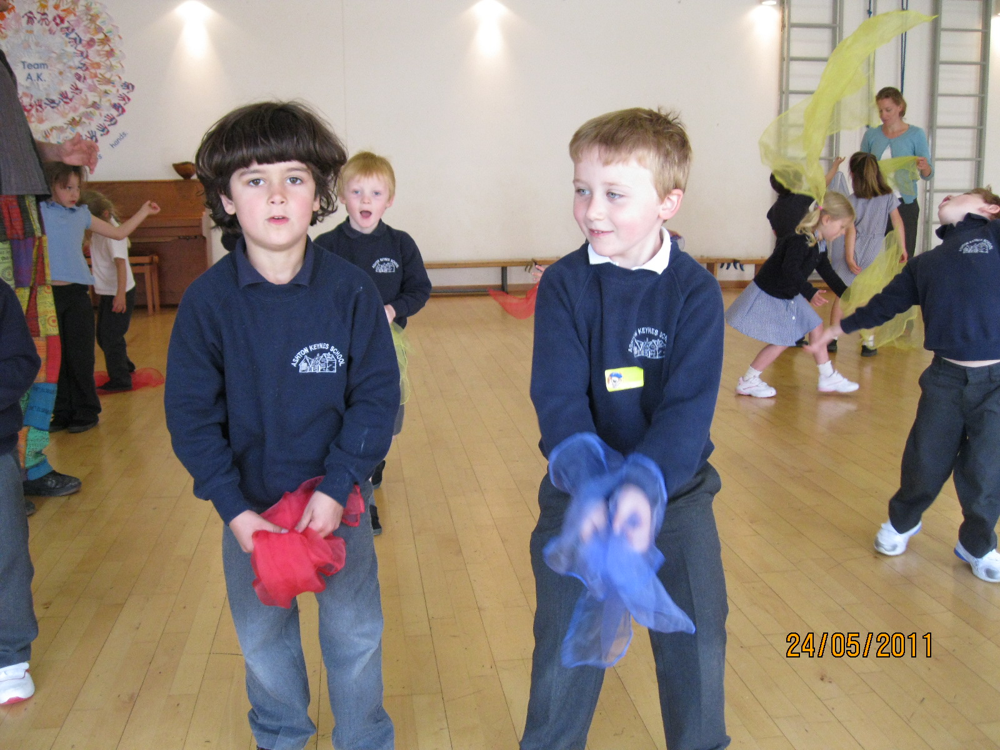 Team
A.K.
hands.
ASHTON KEYNES SCHOOL
ASHTON KEYNES SCHOOL
24/05/2011